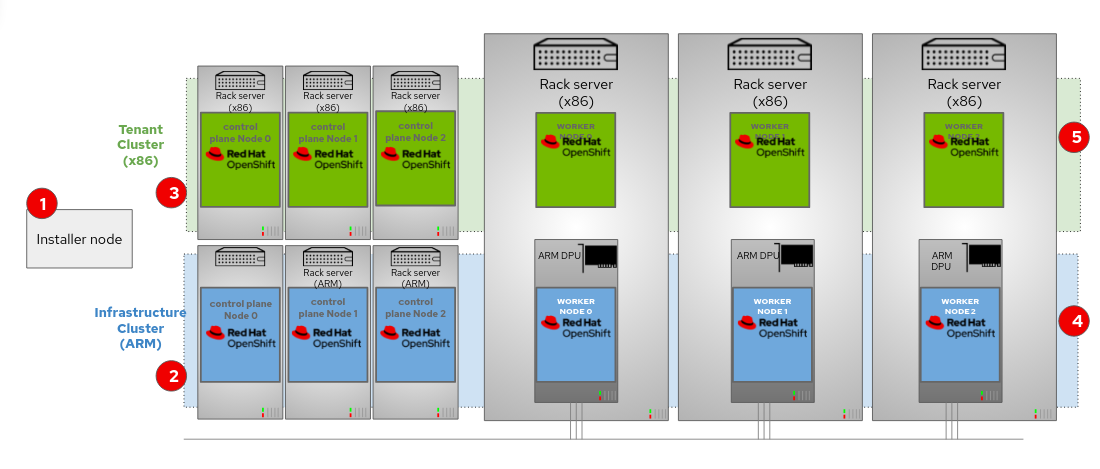 Rack server
(x86)
Rack server
(x86)
Rack server
(x86)
Rack server
(x86)
Rack server
(x86)
Rack server
(x86)
Tenant
Cluster
(x86)
3
control
plane Node 0
Red Hat
OpenShift
control
plane Node 1
Red Hat
OpenShift
control
plane Node 2
Red Hat
OpenShift
WORKER
NODE 0
Red Hat
OpenShift
WORKER
NODE 1
Red Hat
OpenShift
WORKER
Red Hat
OpenShift
5
1
Installer node
Rack server
(ARM)
Rack server
(ARM)
ARM DPU
ARM DPU
ARM
DPU
Infrastructure
Cluster
(ARM)
2
control plane
Node 0
Red Hat
OpenShift
control
plane Node 1
Red Hat
OpenShift
control
plane Node 2
Red Hat
OpenShift
WORKER
NODE 0
Red Hat
OpenShift
WORKER
NODE 1
Red Hat
OpenShift
WORKER
NODE 2
Red Hat
OpenShift
4